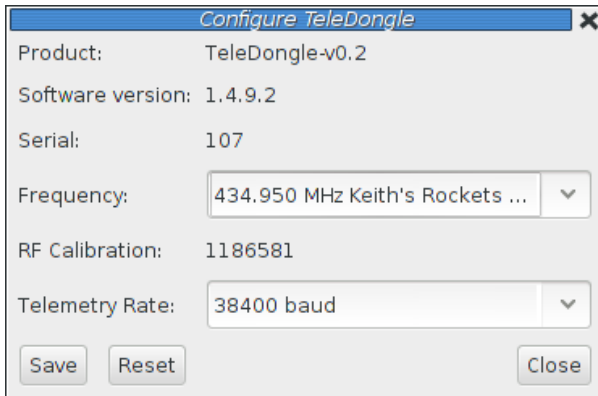 Configure TeleDongle
Product: TeleDongle-v0.2
Software version: 1.4.9.2
Serial: 107
Frequency: 434.950 MHz Keith's Rockets ...
RF Calibration: 1186581
Telemetry Rate: 38400 baud
Save Reset Close